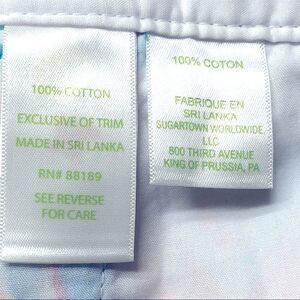 100% COTTON
EXCLUSIVE OF TRIM
MADE IN SRI LANKA
RN# 88189
SEE REVERSE
FOR CARE
100% COTON
FABRIQUE EN
SRI LANKA
SUGARTOWN WORLDWIDE,
LLC
800 THIRD AVENUE
KING OF PRUSSIA, PA